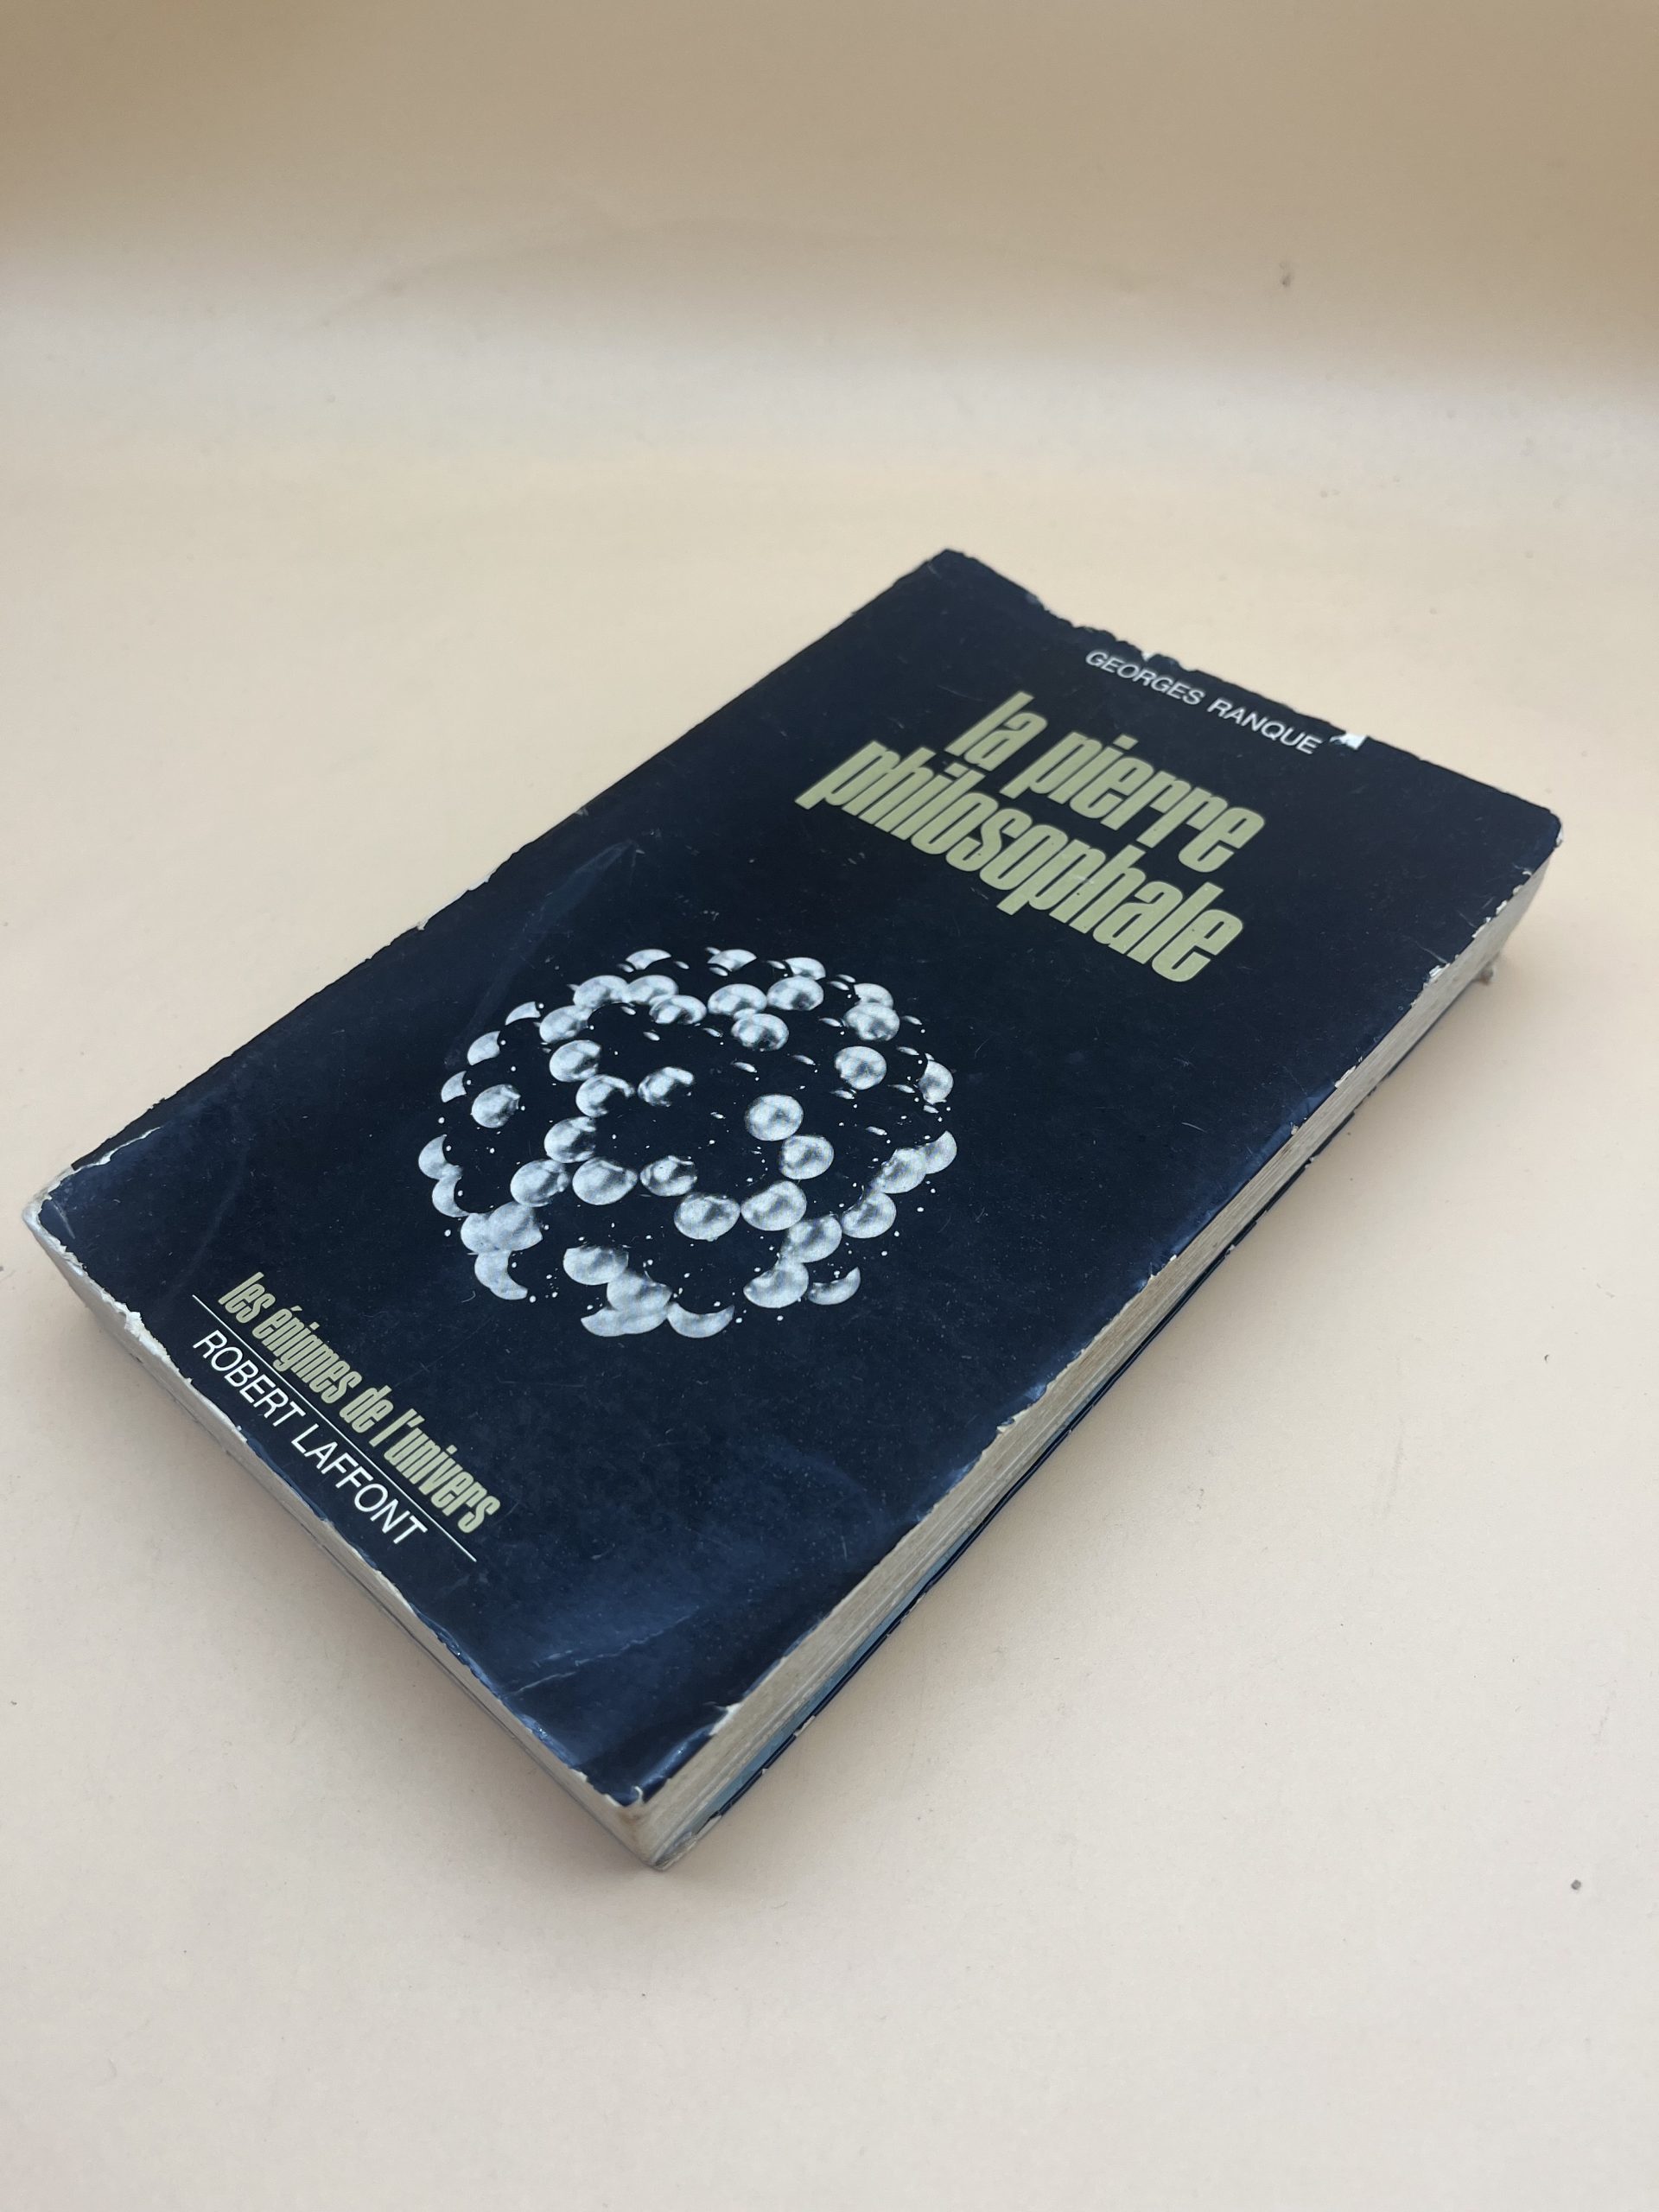 GEORGES RANQUE
la pierre
philosophale
les énigmes de l'univers
ROBERT LAFFONT